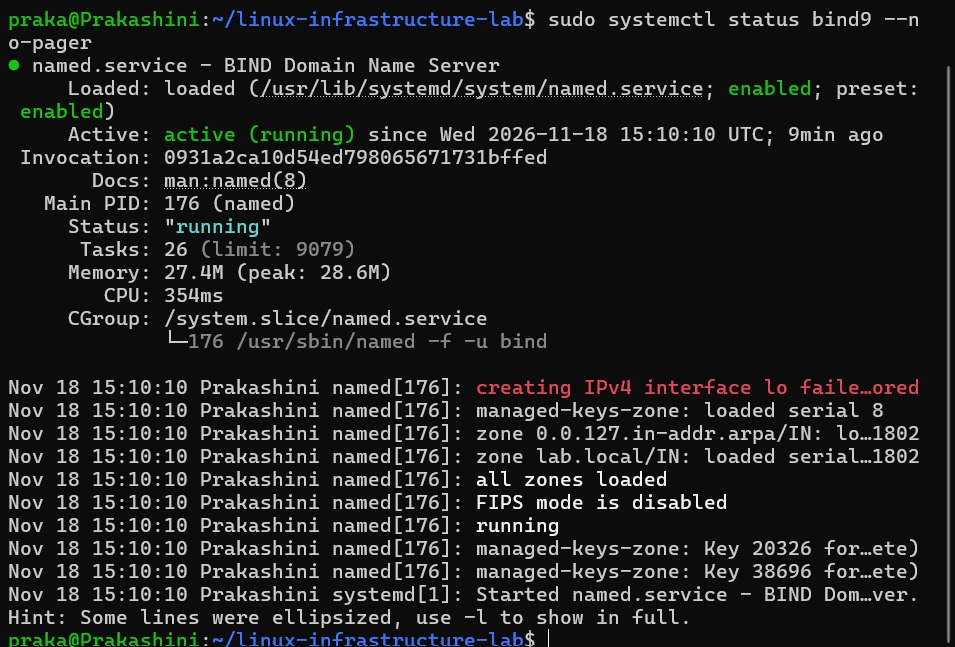 praka@Prakashini:~/linux-infrastructure-lab$ sudo systemctl status bind9 --n
o-pager
● named.service - BIND Domain Name Server
     Loaded: loaded (/usr/lib/systemd/system/named.service; enabled; preset:
 enabled)
     Active: active (running) since Wed 2026-11-18 15:10:10 UTC; 9min ago
 Invocation: 0931a2ca10d54ed798065671731bffed
       Docs: man:named(8)
   Main PID: 176 (named)
     Status: "running"
      Tasks: 26 (limit: 9079)
     Memory: 27.4M (peak: 28.6M)
        CPU: 354ms
     CGroup: /system.slice/named.service
             └─176 /usr/sbin/named -f -u bind

Nov 18 15:10:10 Prakashini named[176]: creating IPv4 interface lo faile…ored
Nov 18 15:10:10 Prakashini named[176]: managed-keys-zone: loaded serial 8
Nov 18 15:10:10 Prakashini named[176]: zone 0.0.127.in-addr.arpa/IN: lo…1802
Nov 18 15:10:10 Prakashini named[176]: zone lab.local/IN: loaded serial…1802
Nov 18 15:10:10 Prakashini named[176]: all zones loaded
Nov 18 15:10:10 Prakashini named[176]: FIPS mode is disabled
Nov 18 15:10:10 Prakashini named[176]: running
Nov 18 15:10:10 Prakashini named[176]: managed-keys-zone: Key 20326 for…ete)
Nov 18 15:10:10 Prakashini named[176]: managed-keys-zone: Key 38696 for…ete)
Nov 18 15:10:10 Prakashini systemd[1]: Started named.service - BIND Dom…ver.
Hint: Some lines were ellipsized, use -l to show in full.
praka@Prakashini:~/linux-infrastructure-lab$